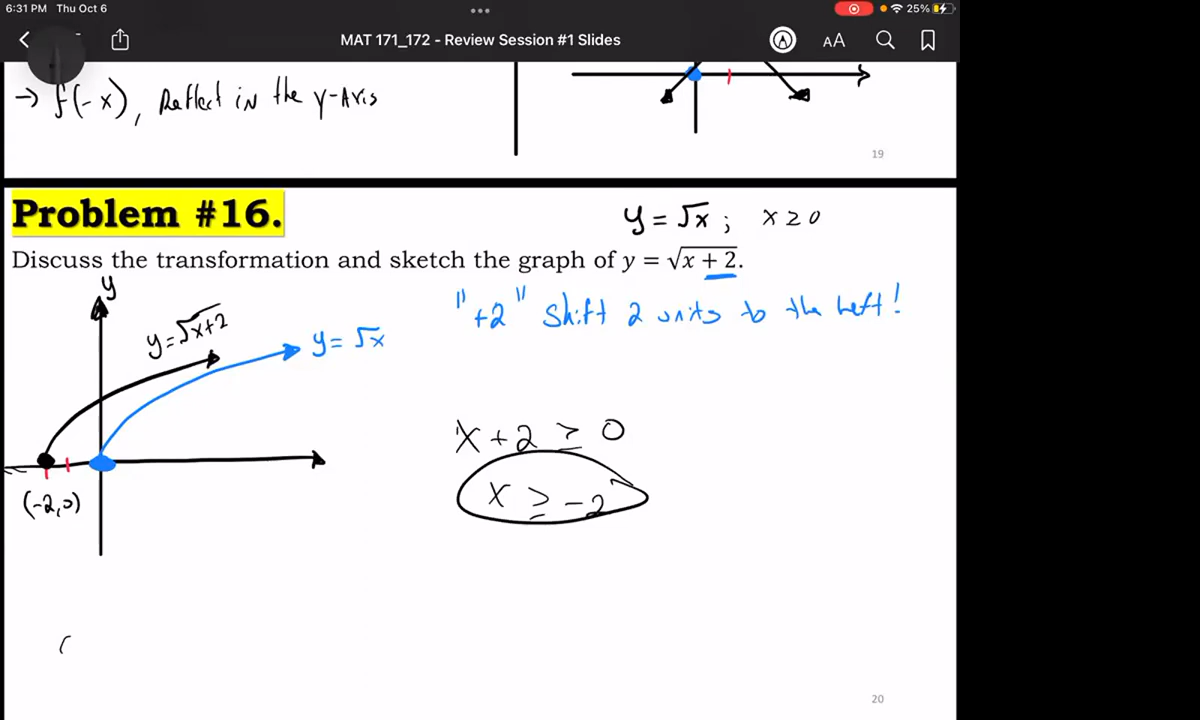 6:31 PM Thu Oct 6
25%
MAT 171_172 - Review Session #1 Slides
AA
→ f(-x), Reflect in the y-Axis
19
Problem #16.
y = √x ; x ≥ 0
Discuss the transformation and sketch the graph of y = √x + 2.
y
"+2" Shift 2 units to the Left!
y=√x+2
y = √x
x + 2 ≥ 0
x ≥ -2
(-2,0)
(
20